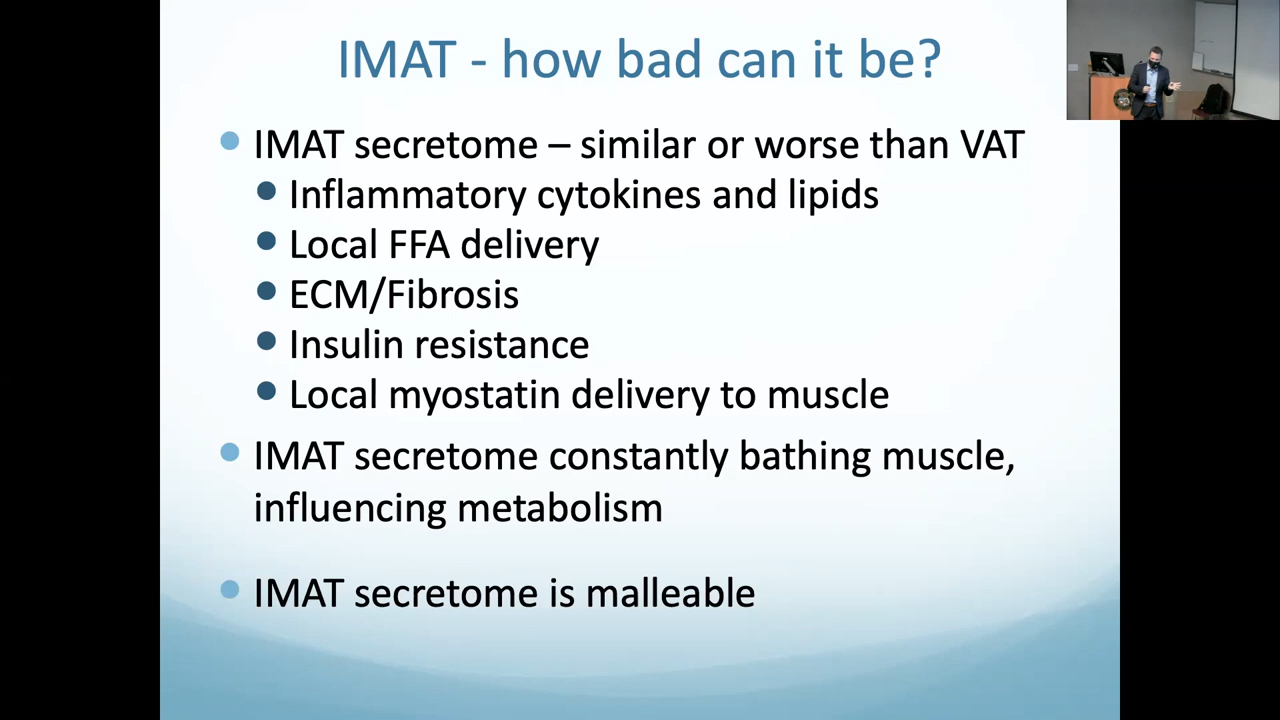 IMAT - how bad can it be?
IMAT secretome – similar or worse than VAT
Inflammatory cytokines and lipids
Local FFA delivery
ECM/Fibrosis
Insulin resistance
Local myostatin delivery to muscle
IMAT secretome constantly bathing muscle,
influencing metabolism
IMAT secretome is malleable